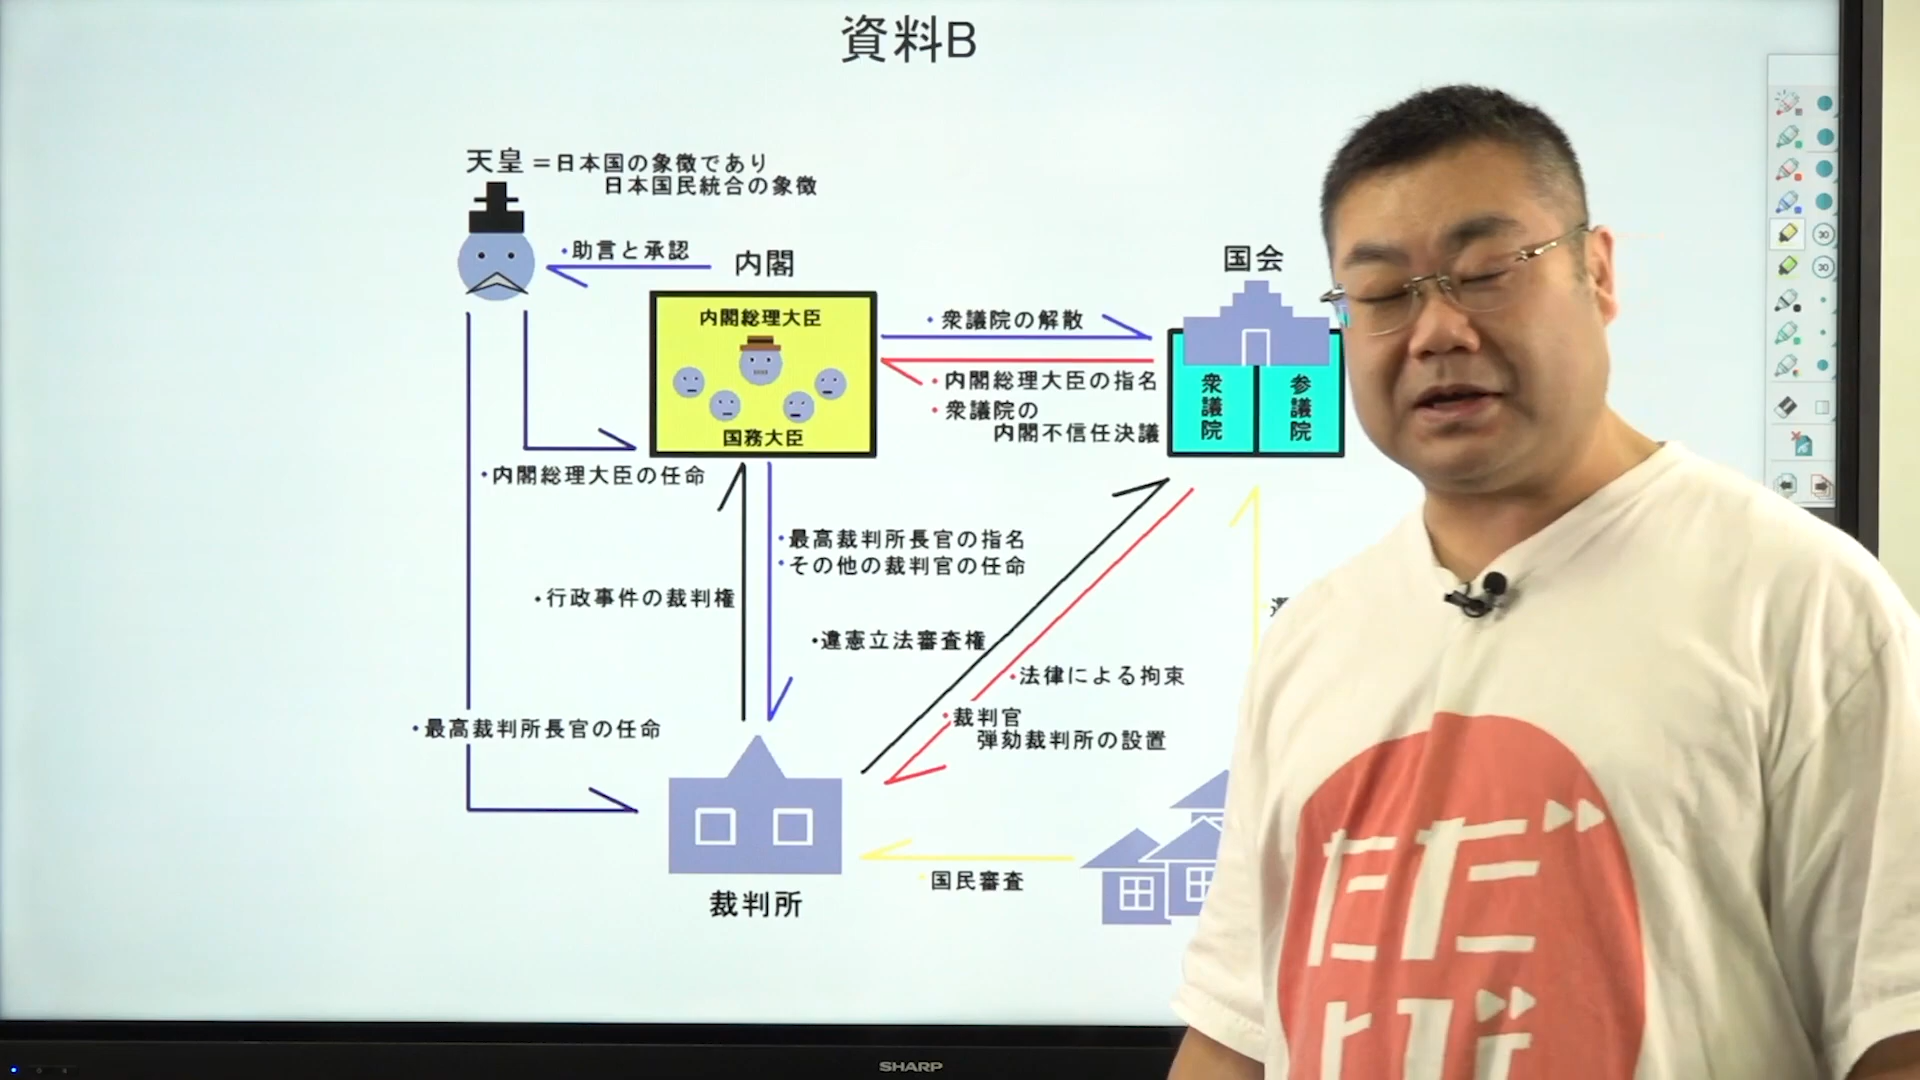 資料B
天皇＝日本国の象徴であり
日本国民統合の象徴
・助言と承認
内閣
国会
内閣総理大臣
国務大臣
・衆議院の解散
・内閣総理大臣の指名
・衆議院の
内閣不信任決議
衆議院
参議院
・内閣総理大臣の任命
・最高裁判所長官の指名
・その他の裁判官の任命
・行政事件の裁判権
・違憲立法審査権
・法律による拘束
・裁判官
弾劾裁判所の設置
・最高裁判所長官の任命
・国民審査
裁判所
30
30
ただ
SHARP